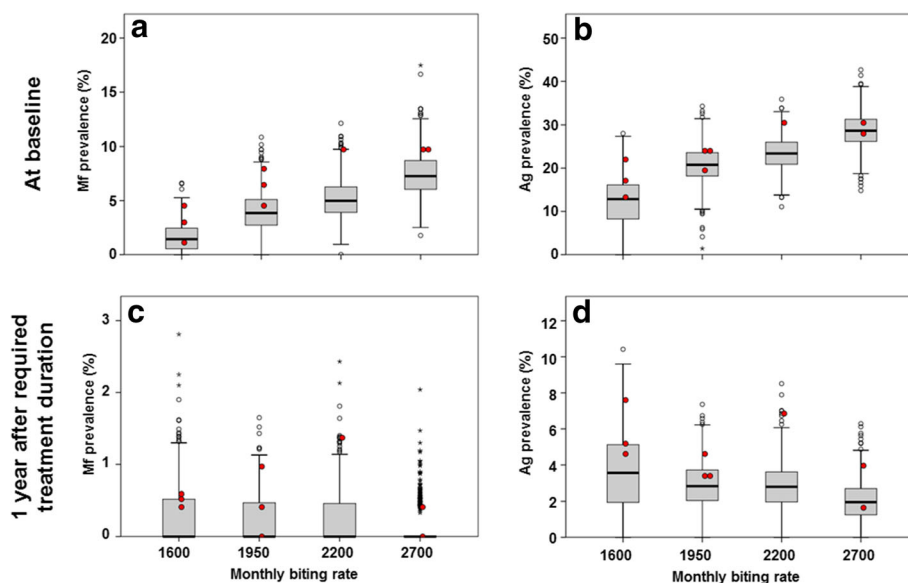 At baseline
a
Mf prevalence (%)
20
15
10
5
0
b
Ag prevalence (%)
50
40
30
20
10
0
1 year after required
treatment duration
c
Mf prevalence (%)
3
2
1
0
1600 1950 2200 2700
Monthly biting rate
d
Ag prevalence (%)
12
10
8
6
4
2
0
1600 1950 2200 2700
Monthly biting rate